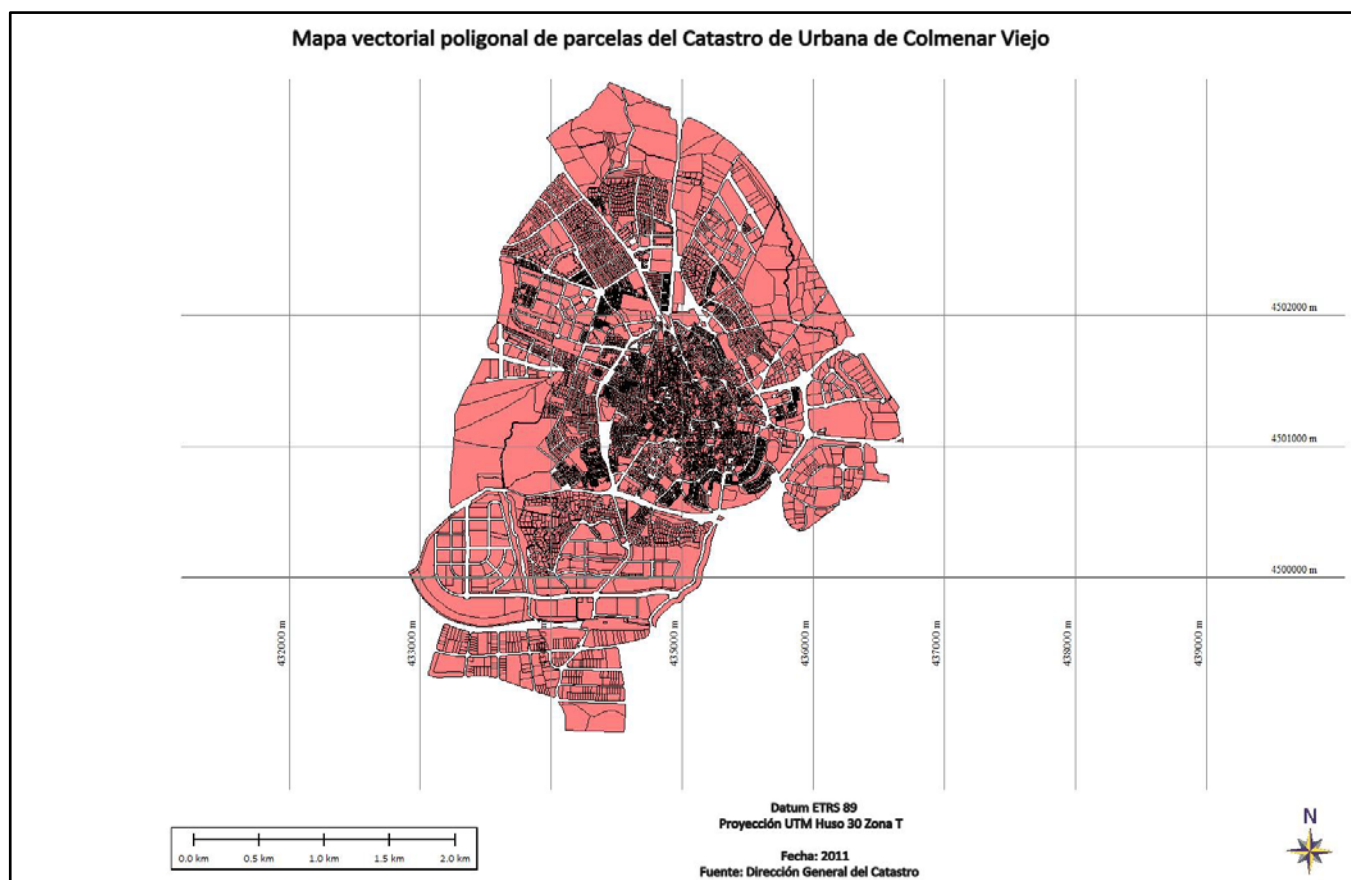 Mapa vectorial poligonal de parcelas del Catastro de Urbana de Colmenar Viejo
4502000 m
4501000 m
4500000 m
432000 m
433000 m
434000 m
435000 m
436000 m
437000 m
438000 m
439000 m
0.0 km 0.5 km 1.0 km 1.5 km 2.0 km
Datum ETRS 89
Proyección UTM Huso 30 Zona T
Fecha: 2011
Fuente: Dirección General del Catastro
N